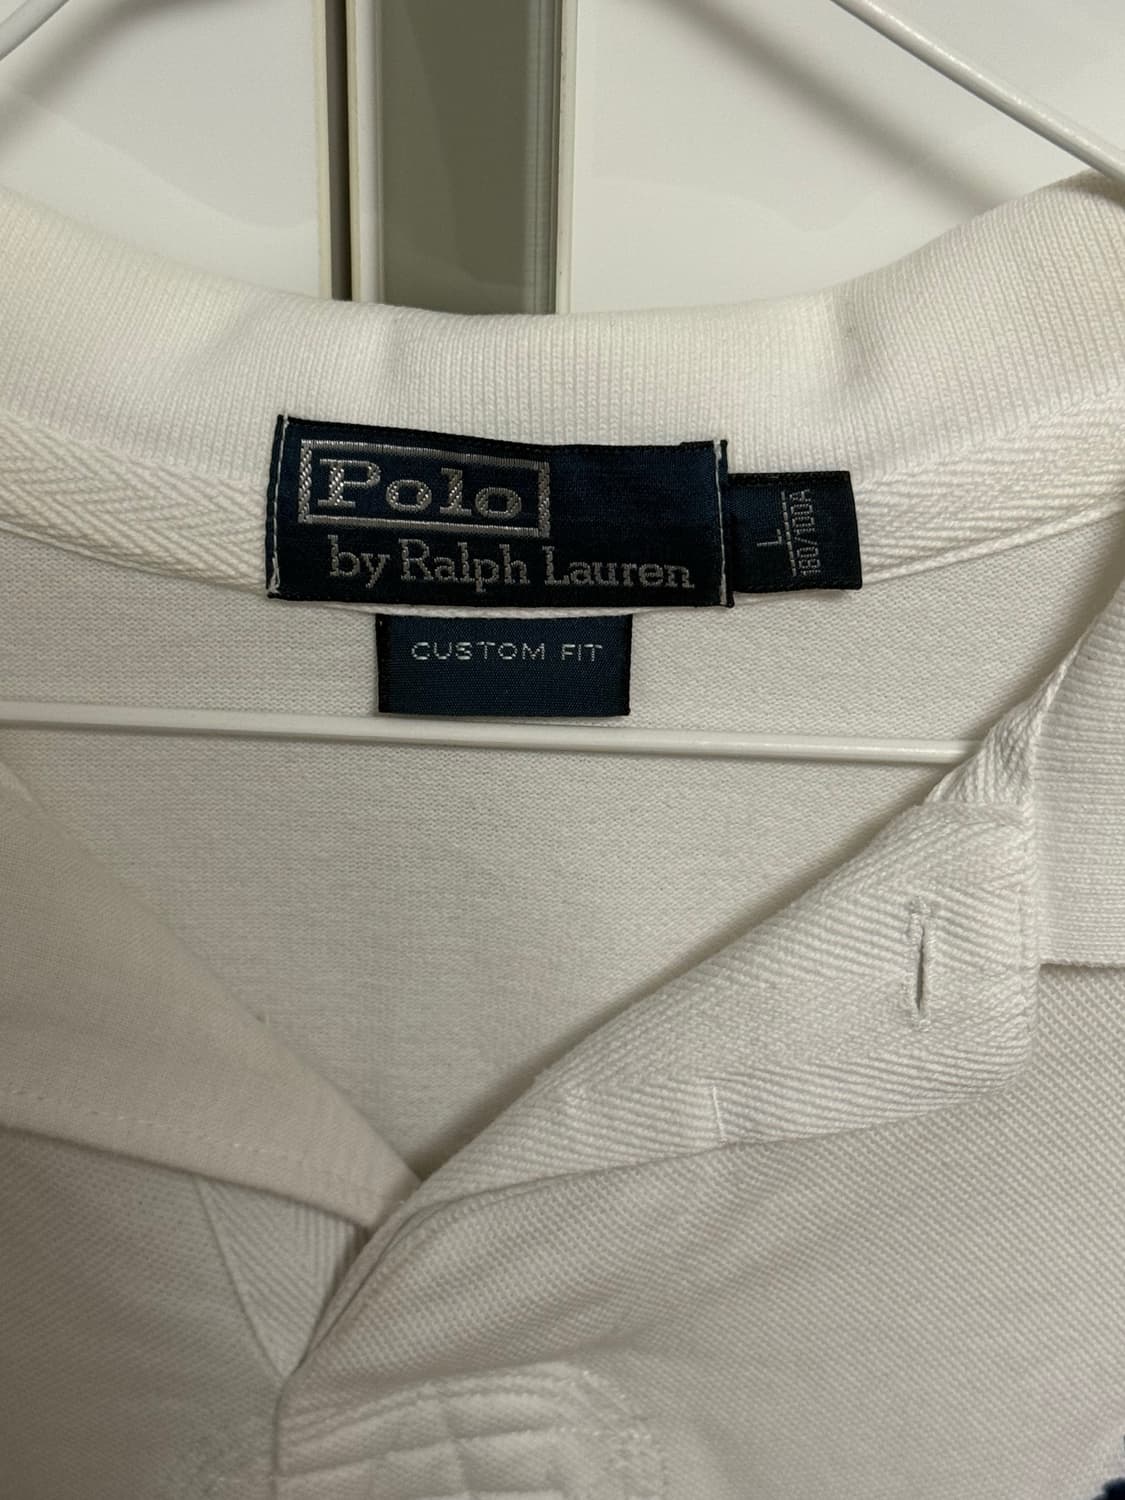 Polo
by Ralph Lauren
L
180/100A
CUSTOM FIT